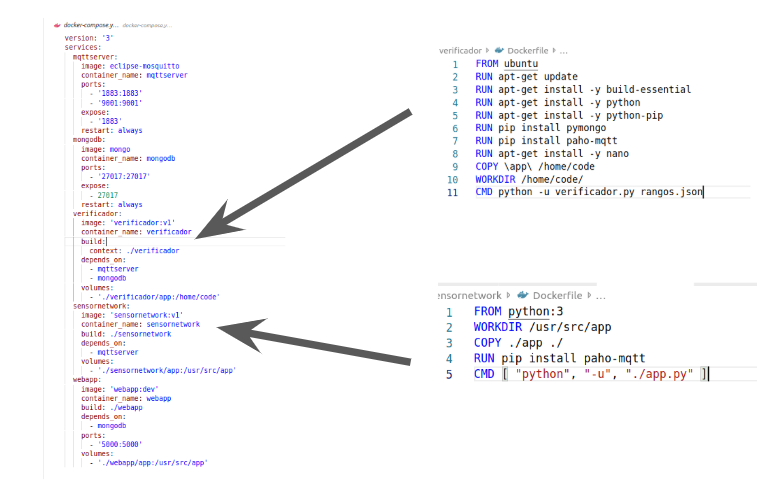 docker-compose.y... docker-compose.y...
version: '3'
services:
  mqttserver:
    image: eclipse-mosquitto
    container_name: mqttserver
    ports:
      - '1883:1883'
      - '9001:9001'
    expose:
      - '1883'
    restart: always
  mongodb:
    image: mongo
    container_name: mongodb
    ports:
      - '27017:27017'
    expose:
      - 27017
    restart: always
  verificador:
    image: 'verificador:v1'
    container_name: verificador
    build:
      context: ./verificador
    depends_on:
      - mqttserver
      - mongodb
    volumes:
      - './verificador/app:/home/code'
  sensornetwork:
    image: 'sensornetwork:v1'
    container_name: sensornetwork
    build: ./sensornetwork
    depends_on:
      - mqttserver
    volumes:
      - './sensornetwork/app:/usr/src/app'
  webapp:
    image: 'webapp:dev'
    container_name: webapp
    build: ./webapp
    depends_on:
      - mongodb
    ports:
      - '5000:5000'
    volumes:
      - './webapp/app:/usr/src/app'
verificador Dockerfile ...
1 FROM ubuntu
2 RUN apt-get update
3 RUN apt-get install -y build-essential
4 RUN apt-get install -y python
5 RUN apt-get install -y python-pip
6 RUN pip install pymongo
7 RUN pip install paho-mqtt
8 RUN apt-get install -y nano
9 COPY \app\ /home/code
10 WORKDIR /home/code/
11 CMD python -u verificador.py rangos.json
ensornetwork Dockerfile ...
1 FROM python:3
2 WORKDIR /usr/src/app
3 COPY ./app ./
4 RUN pip install paho-mqtt
5 CMD [ "python", "-u", "./app.py" ]